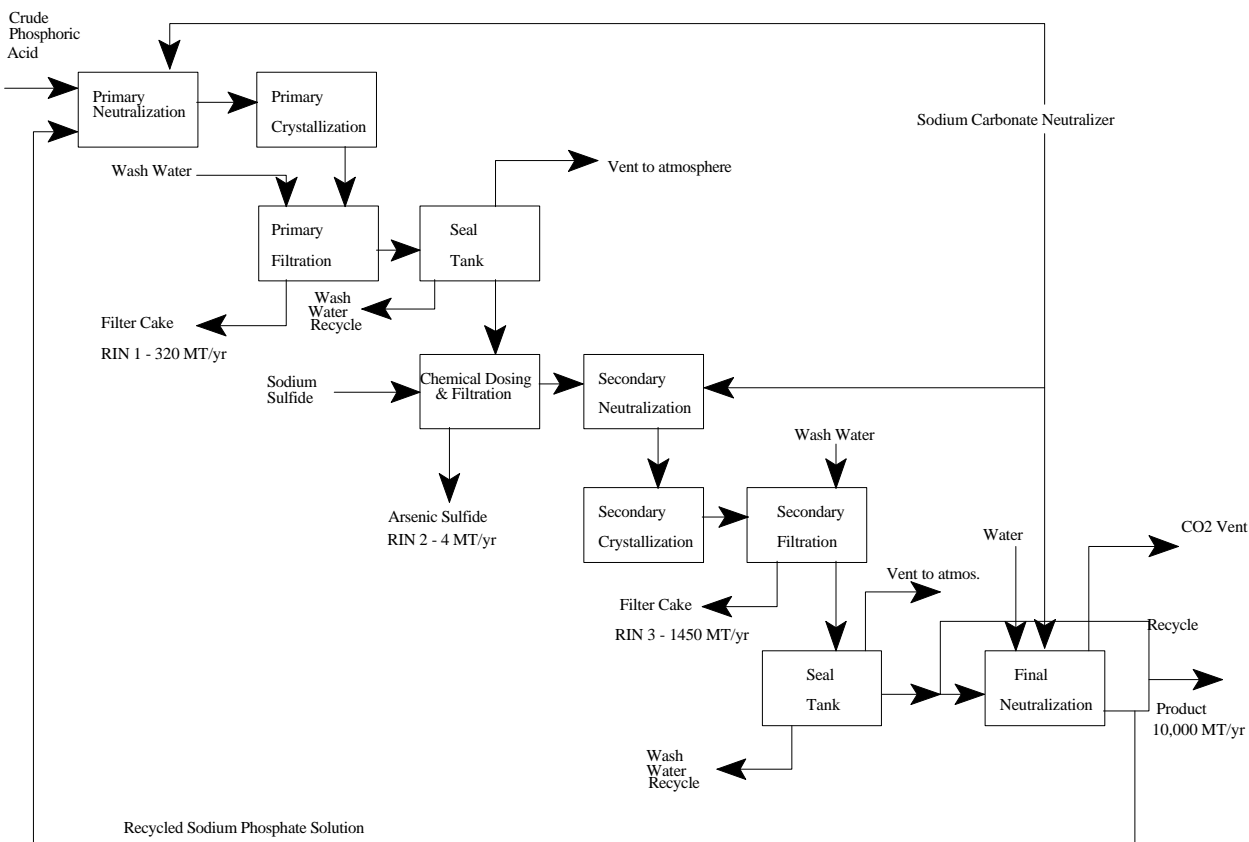 Crude
Phosphoric
Acid
Primary
Neutralization
Primary
Crystallization
Sodium Carbonate Neutralizer
Wash Water
Vent to atmosphere
Primary
Filtration
Seal
Tank
Wash
Water
Recycle
Filter Cake
RIN 1 - 320 MT/yr
Sodium
Sulfide
Chemical Dosing
& Filtration
Secondary
Neutralization
Wash Water
Arsenic Sulfide
RIN 2 - 4 MT/yr
Secondary
Crystallization
Secondary
Filtration
Water
CO2 Vent
Vent to atmos.
Filter Cake
RIN 3 - 1450 MT/yr
Recycle
Seal
Tank
Final
Neutralization
Product
10,000 MT/yr
Wash
Water
Recycle
Recycled Sodium Phosphate Solution